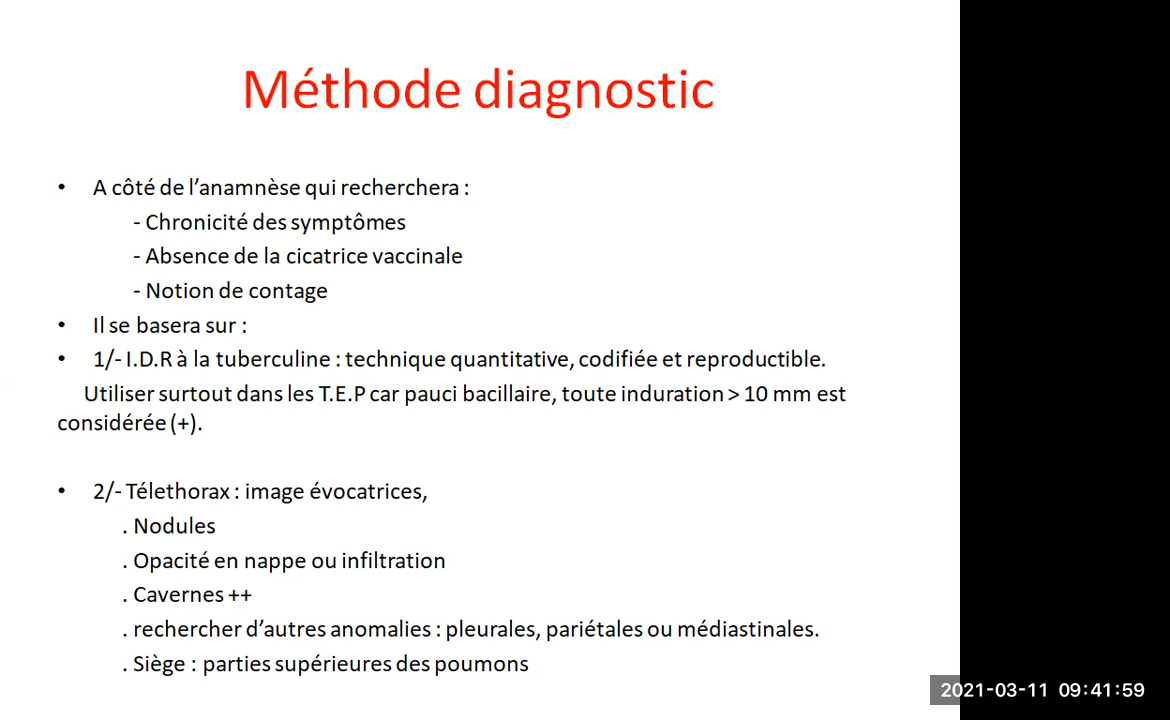 Méthode diagnostic
• A côté de l’anamnèse qui recherchera :
- Chronicité des symptômes
- Absence de la cicatrice vaccinale
- Notion de contage
• Il se basera sur :
• 1/- I.D.R à la tuberculine : technique quantitative, codifiée et reproductible.
Utiliser surtout dans les T.E.P car pauci bacillaire, toute induration > 10 mm est
considérée (+).
• 2/- Télethorax : image évocatrices,
. Nodules
. Opacité en nappe ou infiltration
. Cavernes ++
. rechercher d’autres anomalies : pleurales, pariétales ou médiastinales.
. Siège : parties supérieures des poumons
2021-03-11 09:41:59